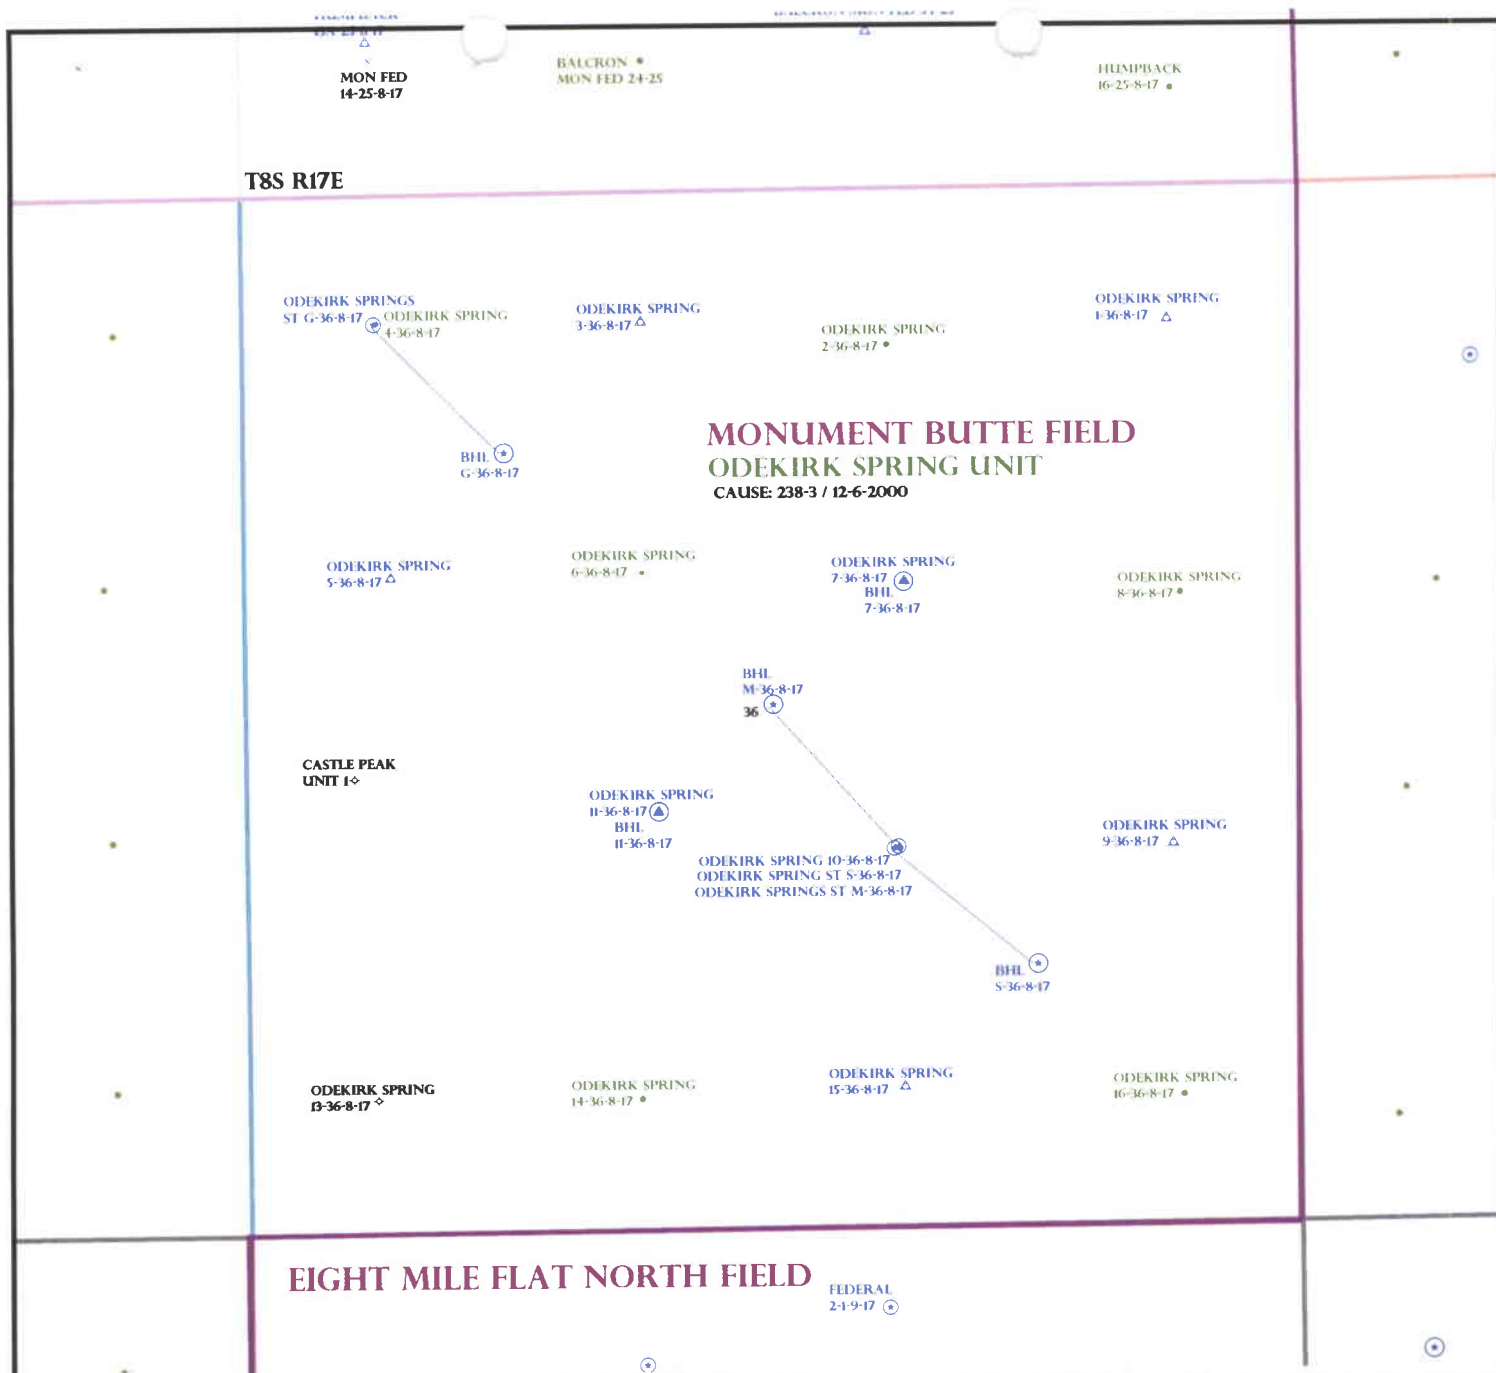 MON FED
14-25-8-17
BALCRON
MON FED 24-25
HUMPBACK
16-25-8-17
T8S R17E
ODEKIRK SPRINGS
ST G-36-8-17
ODEKIRK SPRING
4-36-8-17
ODEKIRK SPRING
3-36-8-17
ODEKIRK SPRING
2-36-8-17
ODEKIRK SPRING
1-36-8-17
BHL
G-36-8-17
MONUMENT BUTTE FIELD
ODEKIRK SPRING UNIT
CAUSE: 238-3 / 12-6-2000
ODEKIRK SPRING
5-36-8-17
ODEKIRK SPRING
6-36-8-17
ODEKIRK SPRING
7-36-8-17
BHL
7-36-8-17
ODEKIRK SPRING
8-36-8-17
BHL
M-36-8-17
36
CASTLE PEAK
UNIT 1
ODEKIRK SPRING
11-36-8-17
BHL
11-36-8-17
ODEKIRK SPRING 10-36-8-17
ODEKIRK SPRING ST S-36-8-17
ODEKIRK SPRINGS ST M-36-8-17
ODEKIRK SPRING
9-36-8-17
BHL
S-36-8-17
ODEKIRK SPRING
13-36-8-17
ODEKIRK SPRING
14-36-8-17
ODEKIRK SPRING
15-36-8-17
ODEKIRK SPRING
16-36-8-17
EIGHT MILE FLAT NORTH FIELD
FEDERAL
2-1-9-17